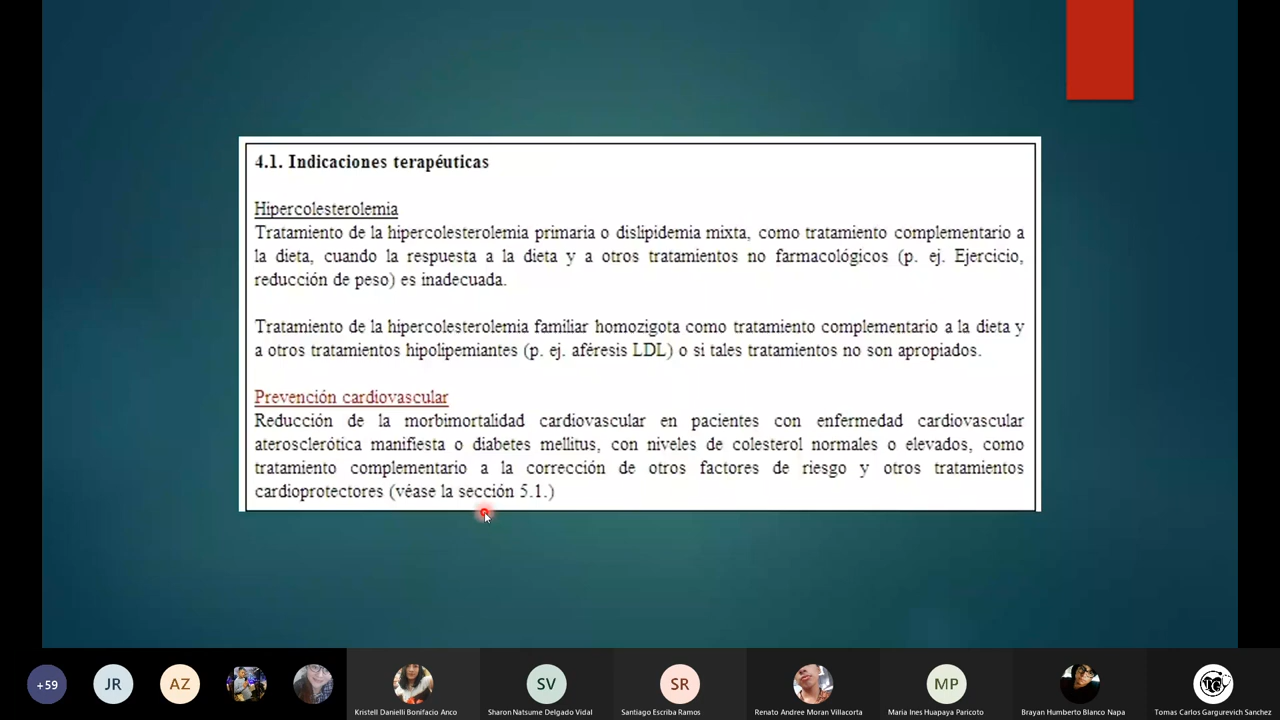 4.1. Indicaciones terapéuticas
Hipercolesterolemia
Tratamiento de la hipercolesterolemia primaria o dislipidemia mixta, como tratamiento complementario a
la dieta, cuando la respuesta a la dieta y a otros tratamientos no farmacológicos (p. ej. Ejercicio,
reducción de peso) es inadecuada.
Tratamiento de la hipercolesterolemia familiar homozigota como tratamiento complementario a la dieta y
a otros tratamientos hipolipemiantes (p. ej. aféresis LDL) o si tales tratamientos no son apropiados.
Prevención cardiovascular
Reducción de la morbimortalidad cardiovascular en pacientes con enfermedad cardiovascular
aterosclerótica manifiesta o diabetes mellitus, con niveles de colesterol normales o elevados, como
tratamiento complementario a la corrección de otros factores de riesgo y otros tratamientos
cardioprotectores (véase la sección 5.1.)
+59
JR
AZ
SV
SR
MP
Kristell Danielli Bonifacio Anco
Sharon Natsume Delgado Vidal
Santiago Escriba Ramos
Renato Andree Moran Villacorta
Maria Ines Huapaya Paricoto
Brayan Humberto Blanco Napa
Tomas Carlos Gargurevich Sanchez